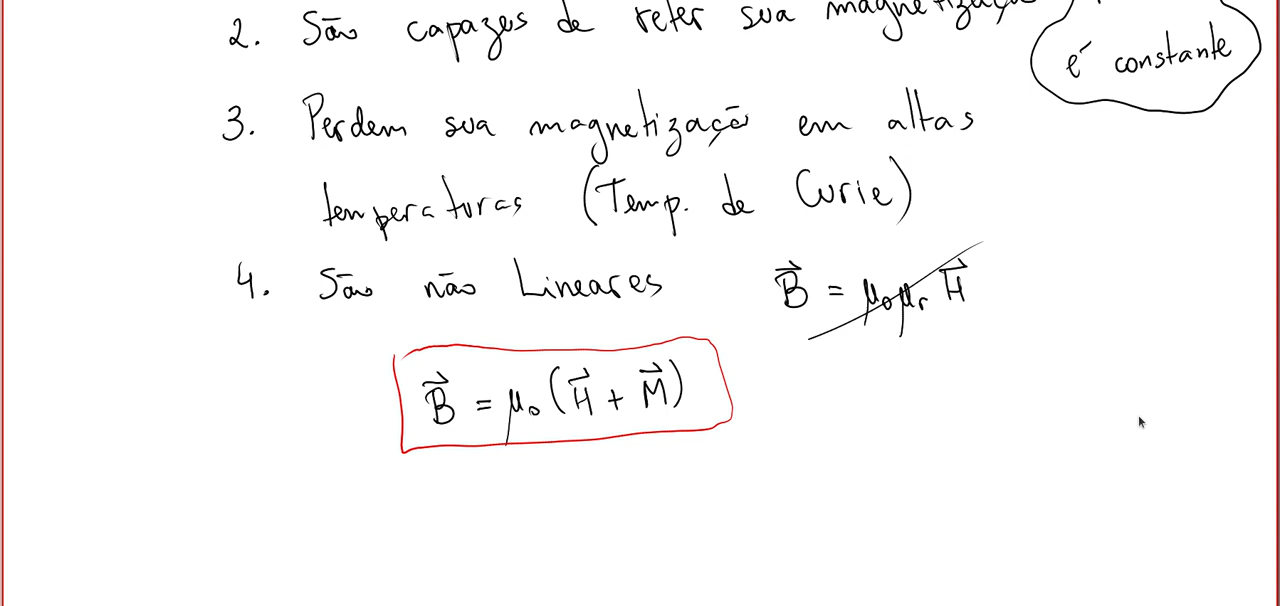 2. São capazes de reter sua magnetização
é constante
3. Perdem sua magnetização em altas
temperaturas (Temp. de Curie)
4. São não Lineares B⃗ = μ₀μᵣ H⃗
B⃗ = μ₀ (H⃗ + M⃗)